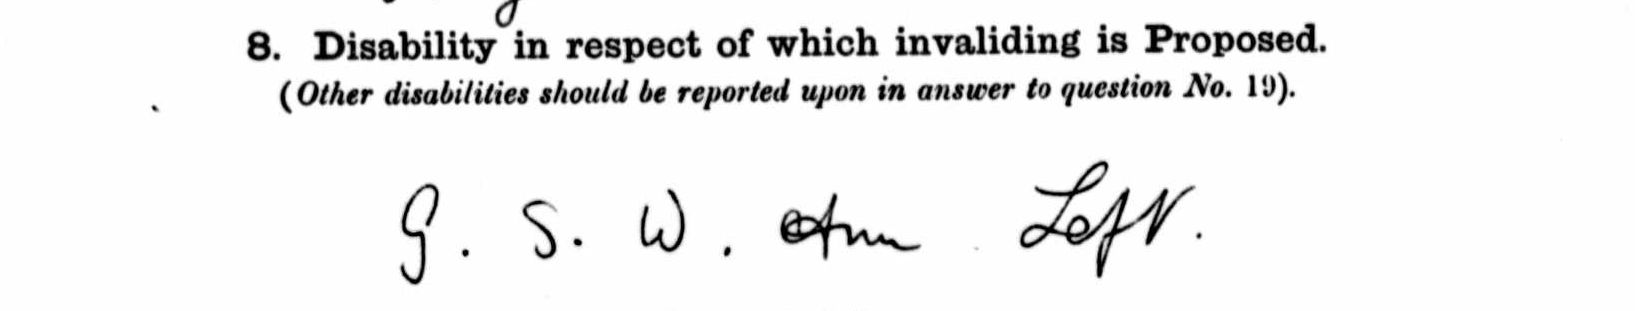 8. Disability in respect of which invaliding is Proposed.
(Other disabilities should be reported upon in answer to question No. 19).
G. S. W. Arm Left.